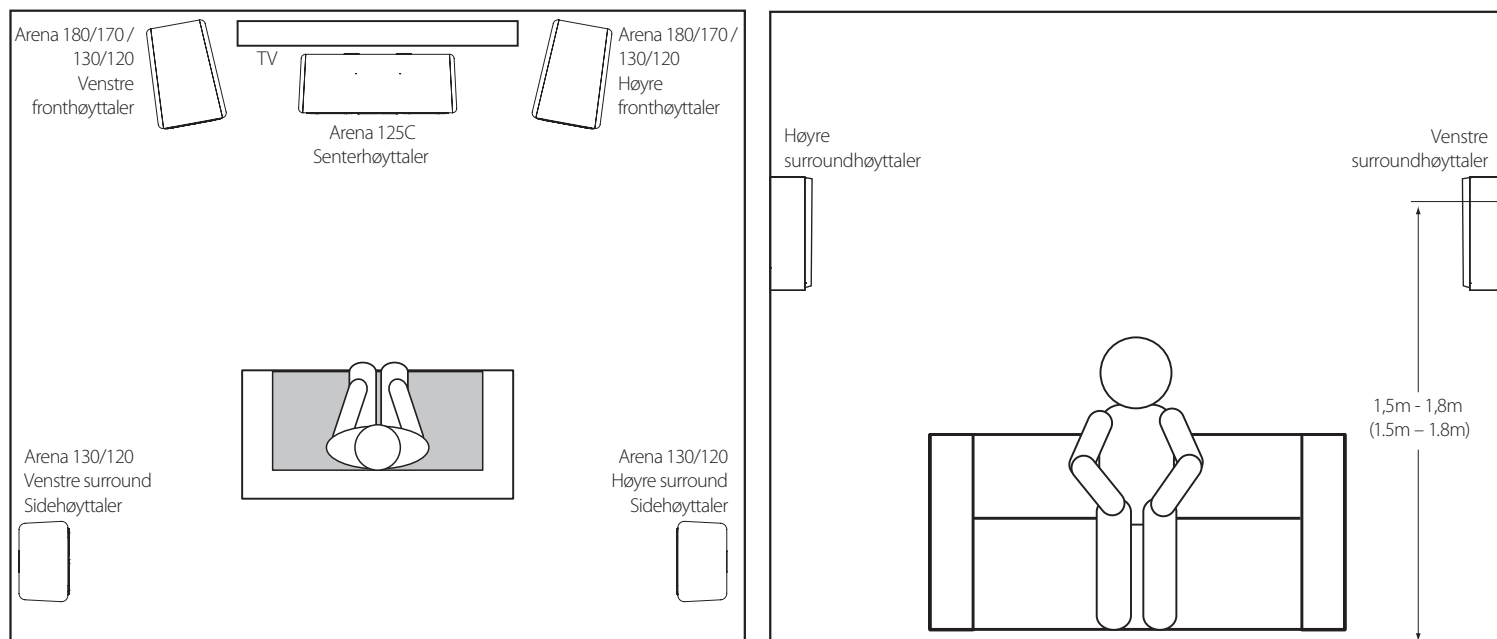 Arena 180/170 /
130/120
Venstre
fronthøyttaler
TV
Arena 180/170 /
130/120
Høyre
fronthøyttaler
Arena 125C
Senterhøyttaler
Arena 130/120
Venstre surround
Sidehøyttaler
Arena 130/120
Høyre surround
Sidehøyttaler
Høyre
surroundhøyttaler
Venstre
surroundhøyttaler
1,5m - 1,8m
(1.5m – 1.8m)